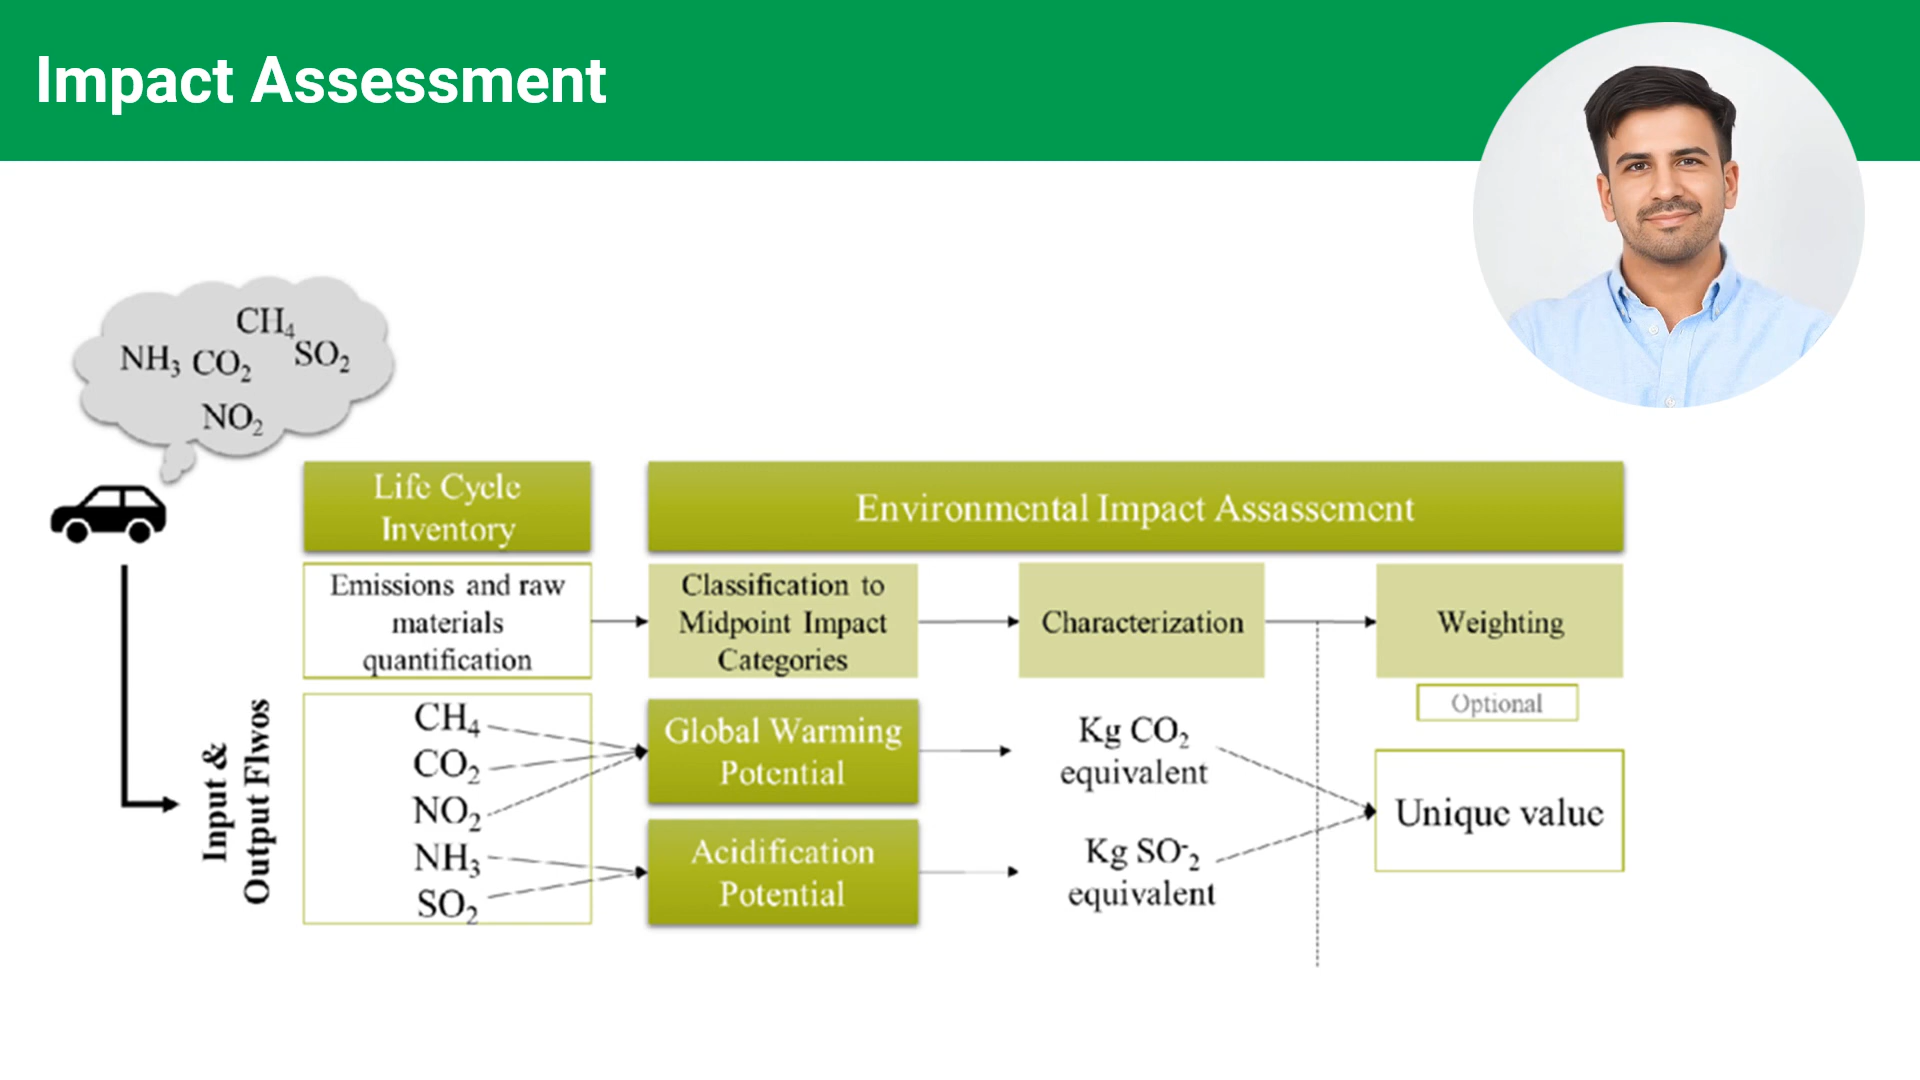 Impact Assessment
CH₄
NH₃ CO₂ SO₂
NO₂
Life Cycle
Inventory
Environmental Impact Assassement
Emissions and raw
materials
quantification
Classification to
Midpoint Impact
Categories
Characterization
Weighting
Optional
Input &
Output Flwos
CH₄
CO₂
NO₂
NH₃
SO₂
Global Warming
Potential
Acidification
Potential
Kg CO₂
equivalent
Kg SO⁻₂
equivalent
Unique value